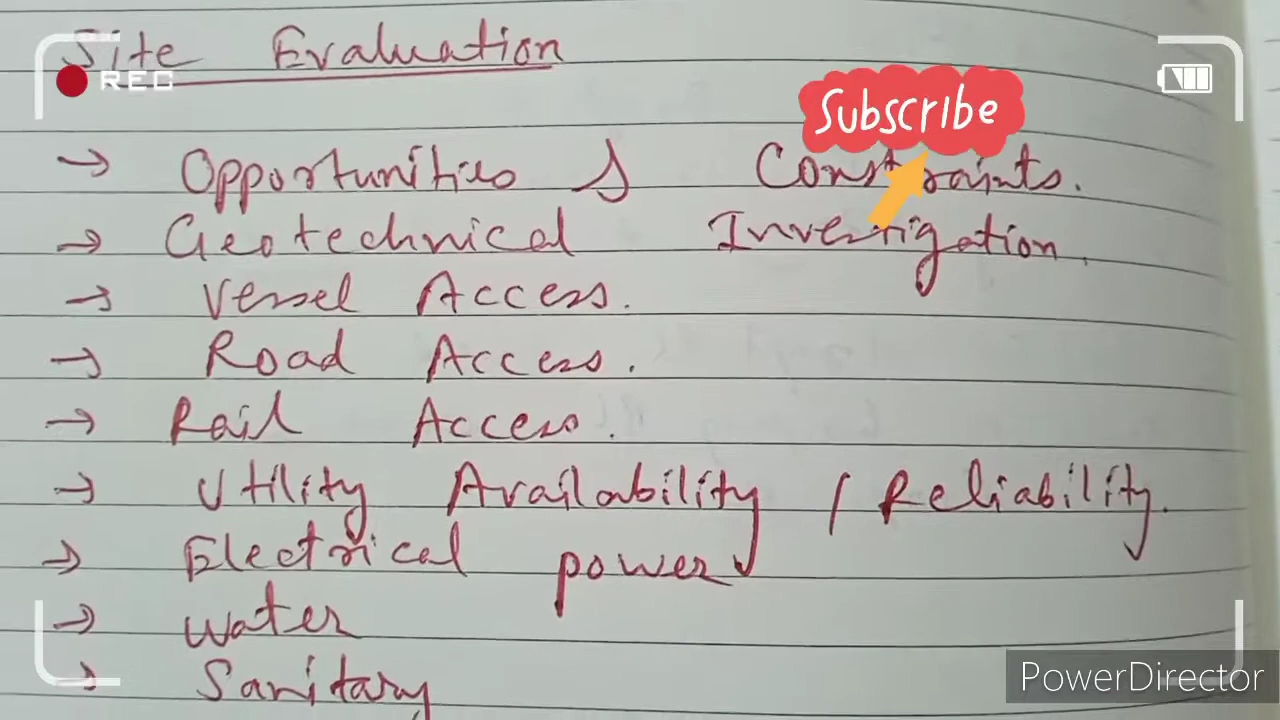 Site Evaluation
REC
Subscribe
→ Opportunities & Constraints.
→ Geotechnical Investigation.
→ Vessel Access.
→ Road Access.
→ Rail Access.
→ Utility Availability / Reliability.
→ Electrical power
→ Water
→ Sanitary
PowerDirector